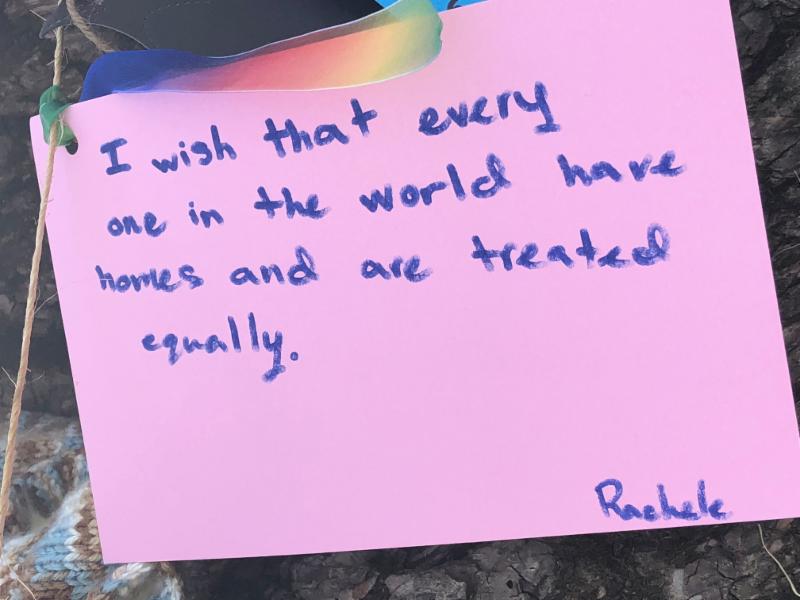 I wish that every
one in the world have
homes and are treated
equally.
Rachele